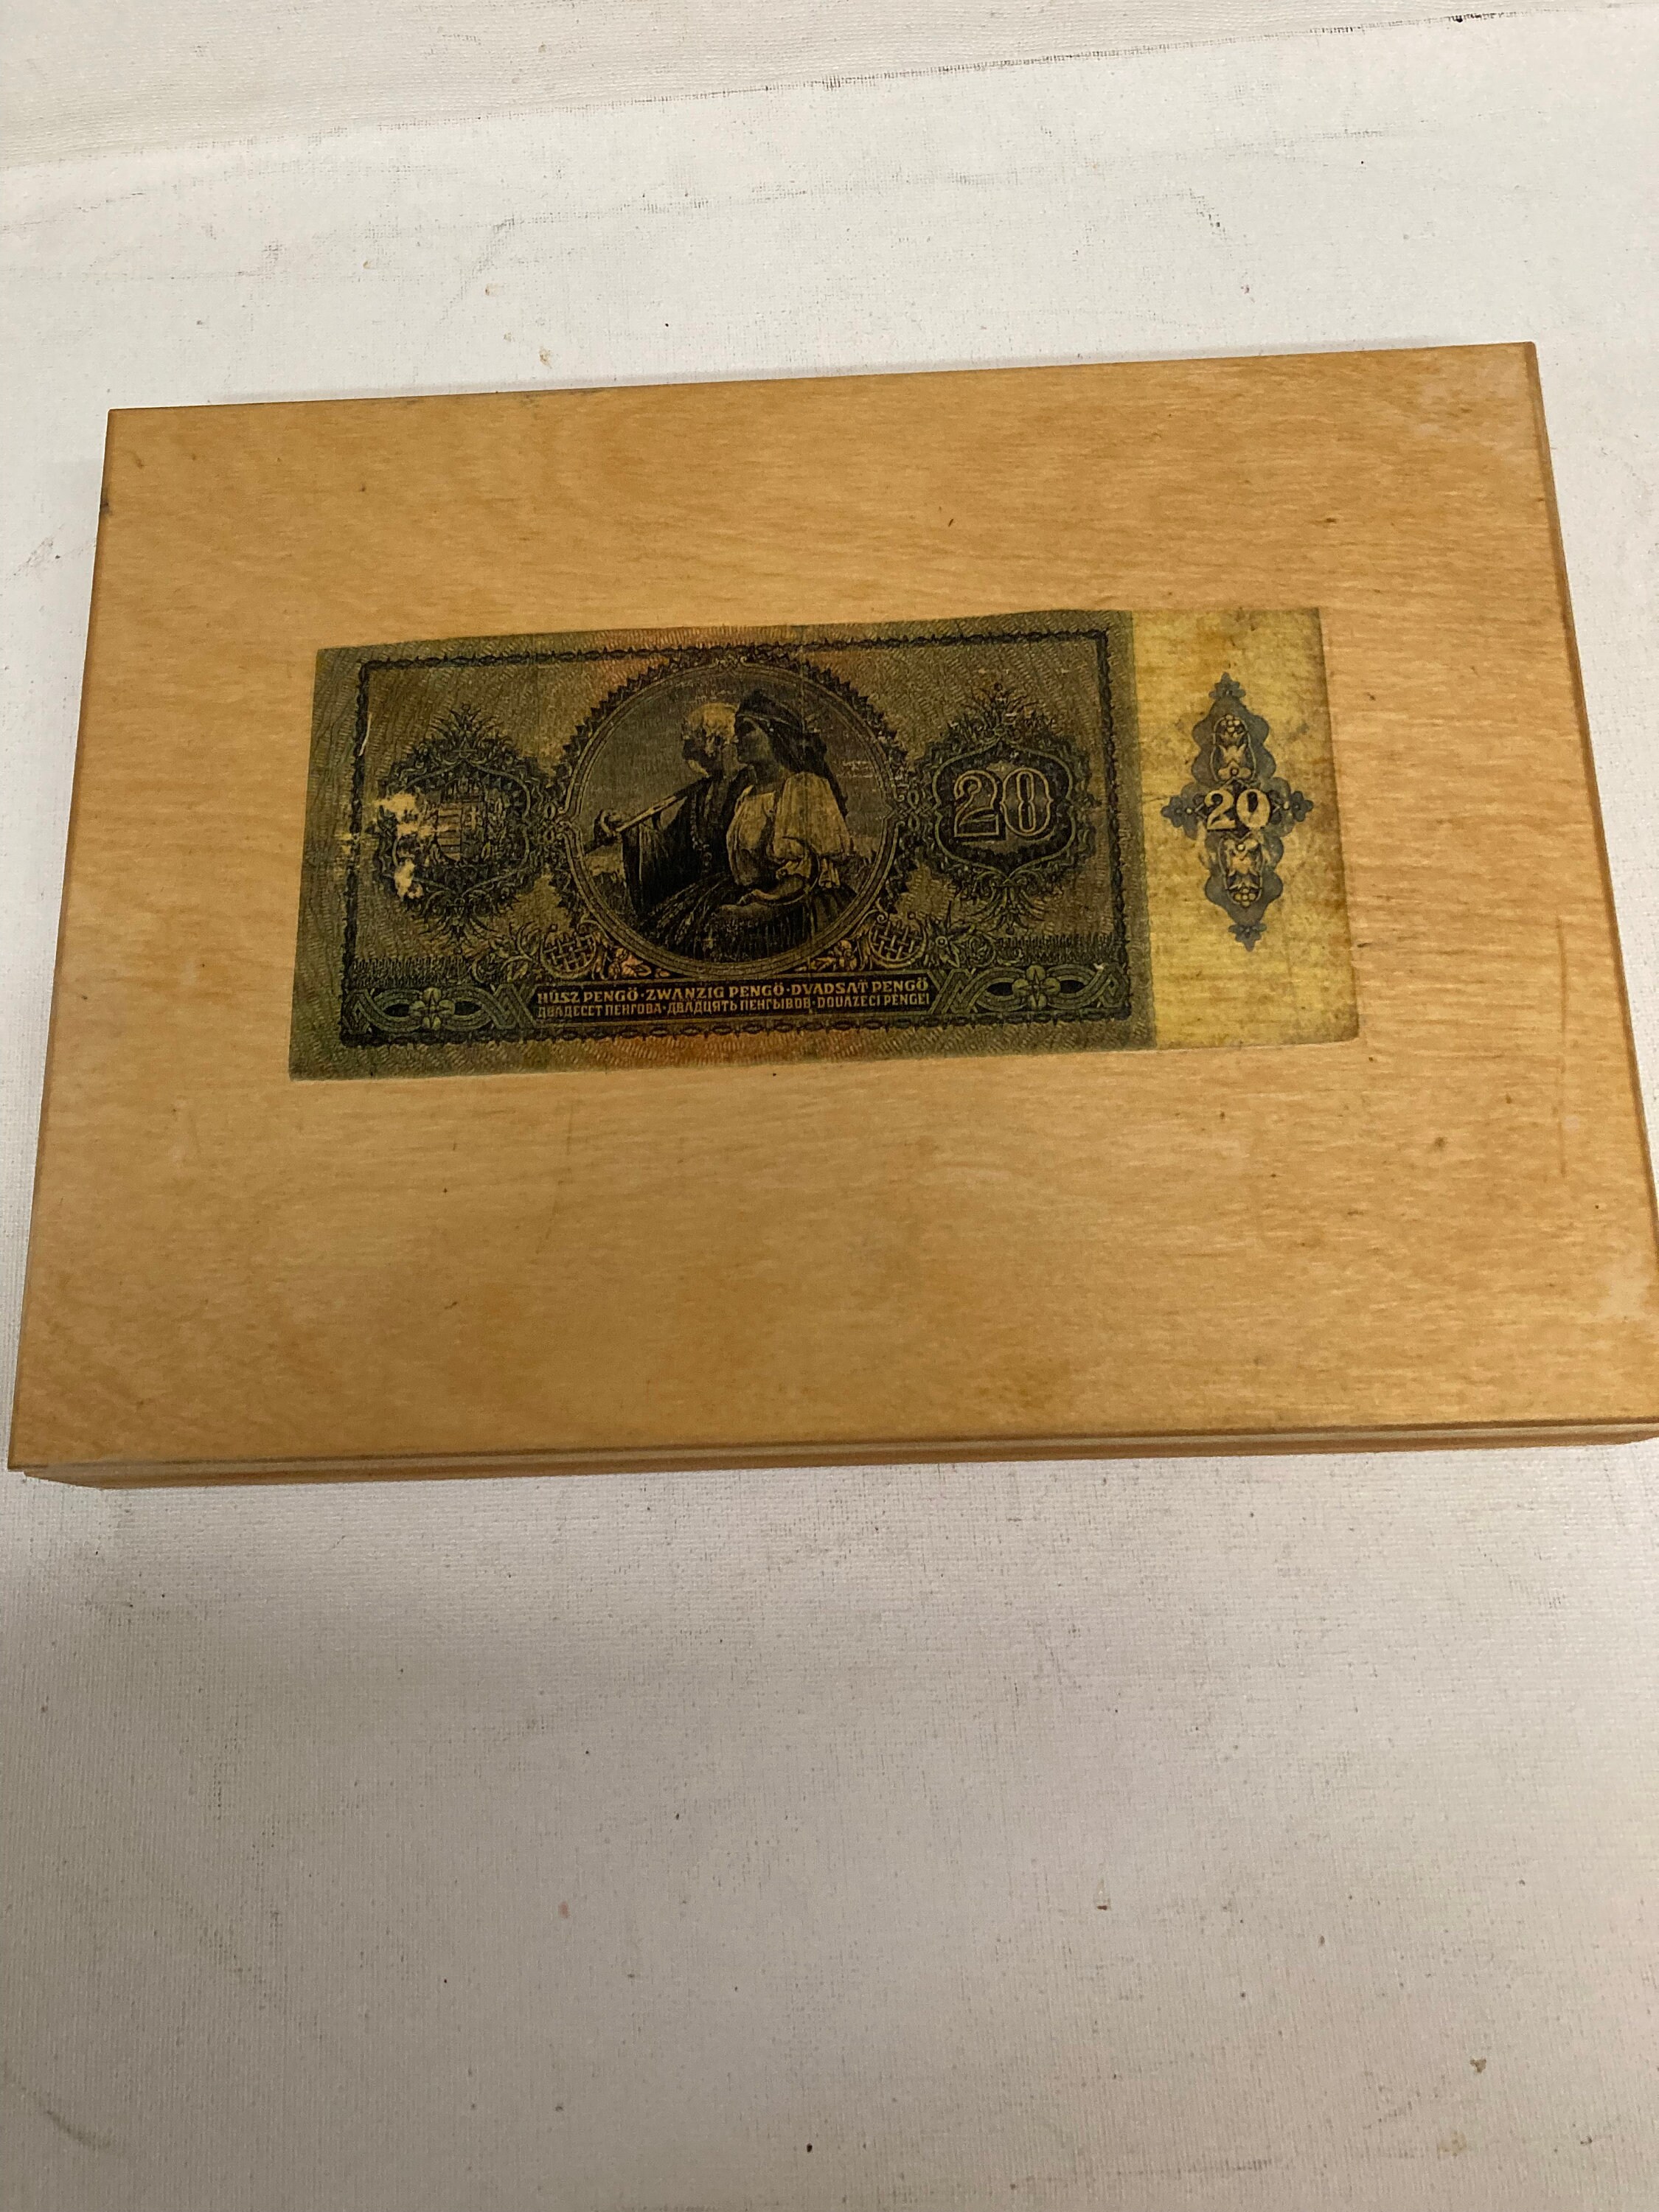 20
20
HÚSZ PENGŐ·ZWANZIG PENGÖ·DVADSAŤ PENGŐ
ДВАДЕСЕТ ПЕНГОВА·ДВАДЦЯТЬ ПЕНГЫВОВ·DOUAZECI PENGEI